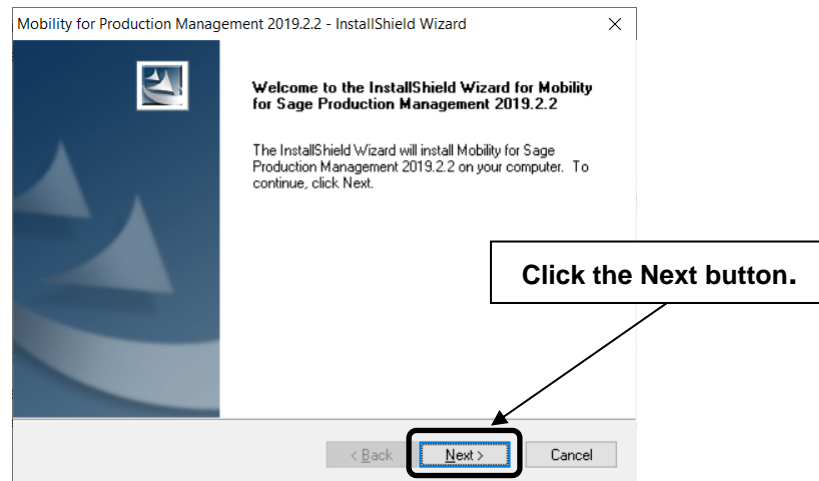 Mobility for Production Management 2019.2.2 - InstallShield Wizard
Welcome to the InstallShield Wizard for Mobility
for Sage Production Management 2019.2.2
The InstallShield Wizard will install Mobility for Sage
Production Management 2019.2.2 on your computer. To
continue, click Next.
Click the Next button.
< Back
Next >
Cancel